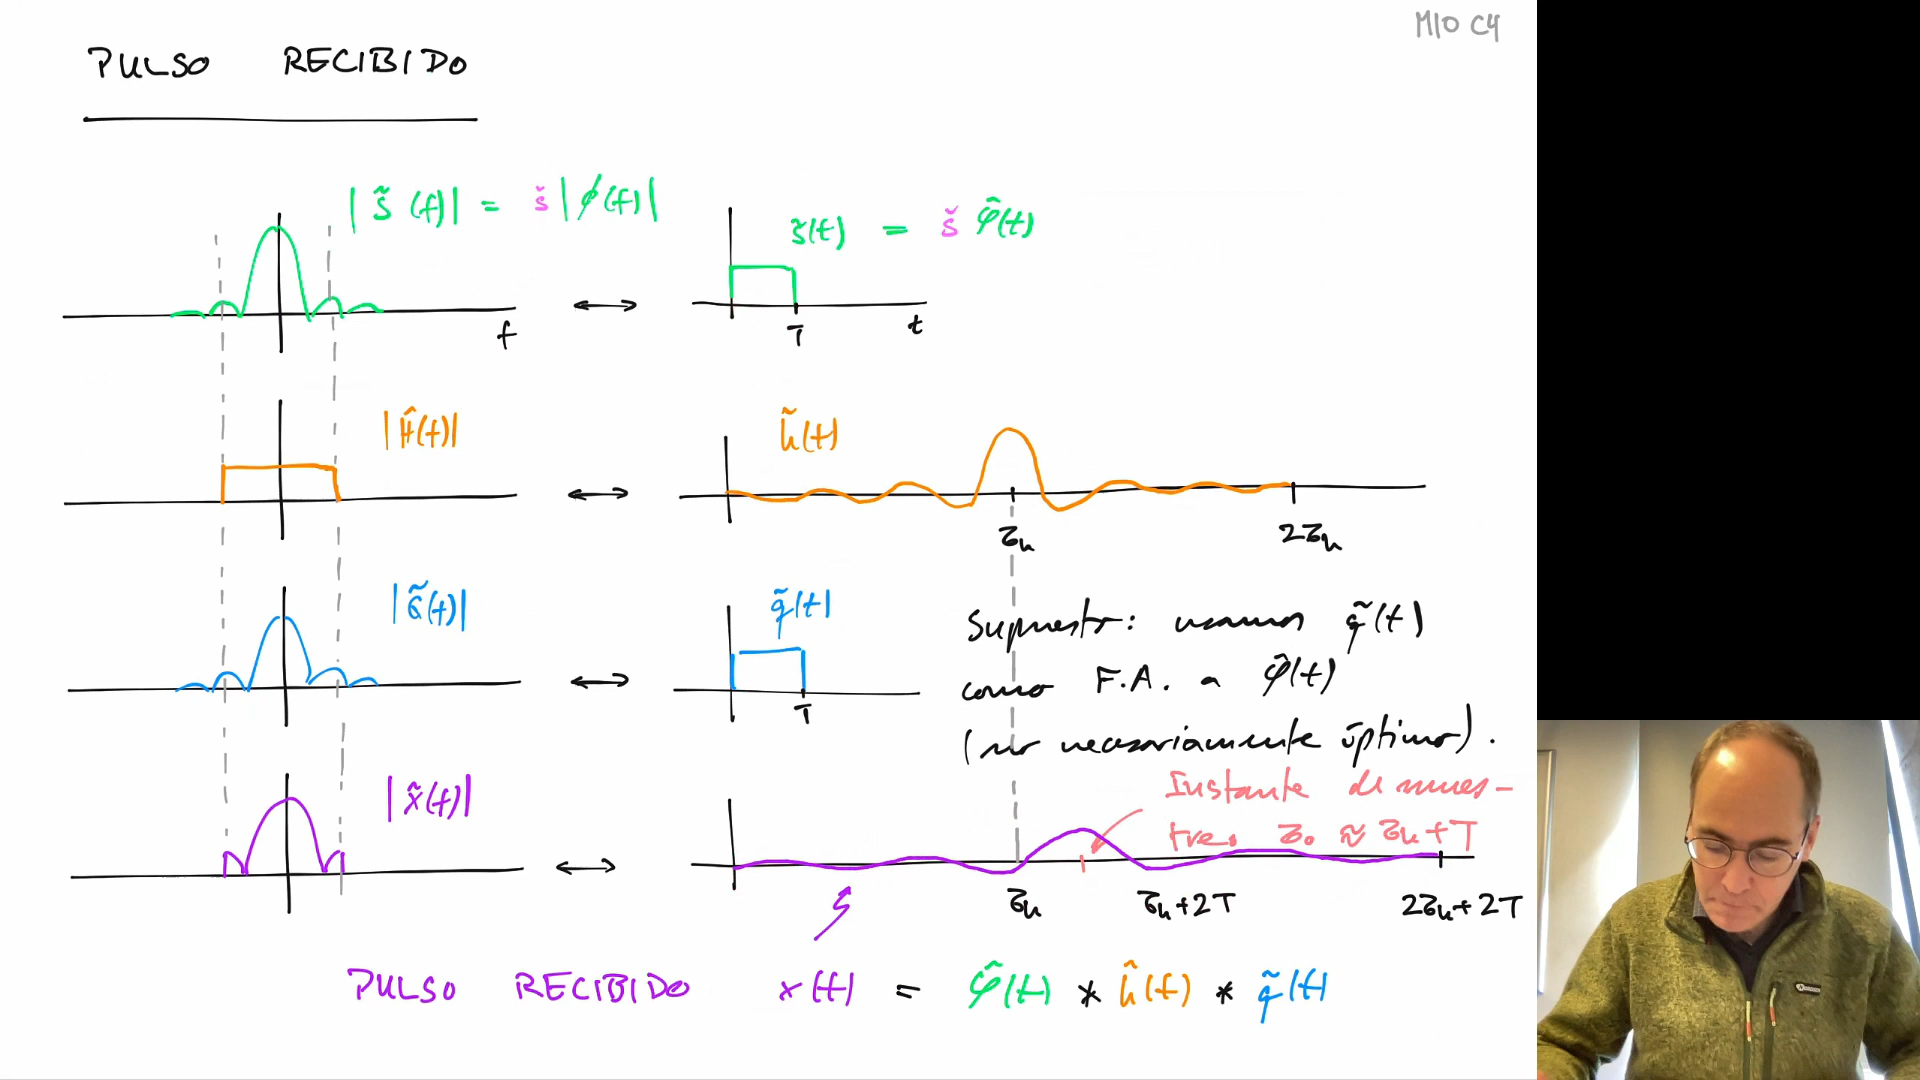 M10 C4
PULSO RECIBIDO
|s̃(f)| = š |ϕ(f)|
s̃(t) = š φ̃(t)
f
T
t
|H̃(f)|
h̃(t)
τₕ
2τₕ
|Q̃(f)|
q̃(t)
T
Supuesto: usamos q̃(t)
como F.A. a φ̃(t)
(no necesariamente óptimo).
|x̃(f)|
Instante de mues-
treo τ₀ ≈ τₕ+T
τₕ
τₕ+2T
2τₕ+2T
PULSO RECIBIDO x(t) = φ̃(t) * h̃(t) * q̃(t)